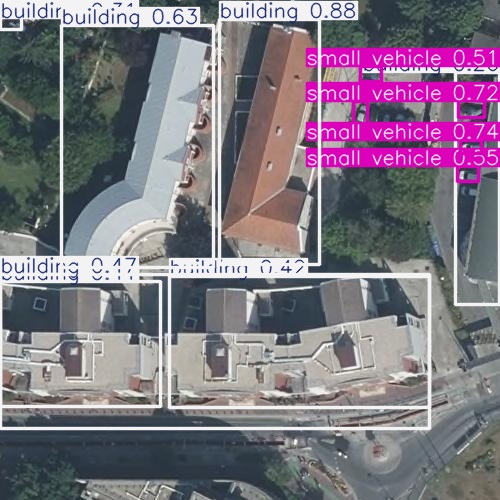 building 0.63
building 0.88
small vehicle 0.51
small vehicle 0.72
small vehicle 0.74
small vehicle 0.55
building 0.47
building 0.42